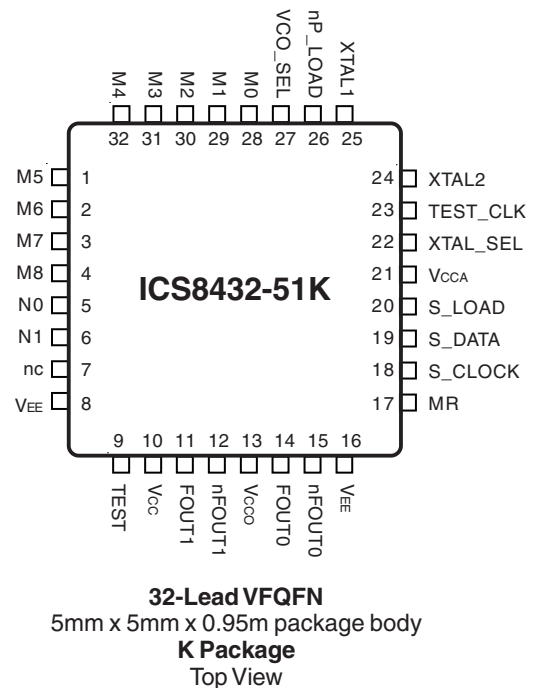 M4 M3 M2 M1 M0 VCO_SEL nP_LOAD XTAL1
32 31 30 29 28 27 26 25
M5 1
M6 2
M7 3
M8 4
N0 5
N1 6
nc 7
VEE 8
ICS8432-51K
24 XTAL2
23 TEST_CLK
22 XTAL_SEL
21 VCCA
20 S_LOAD
19 S_DATA
18 S_CLOCK
17 MR
9 10 11 12 13 14 15 16
TEST VCC FOUT1 nFOUT1 VCCO FOUT0 nFOUT0 VEE
32-Lead VFQFN
5mm x 5mm x 0.95m package body
K Package
Top View